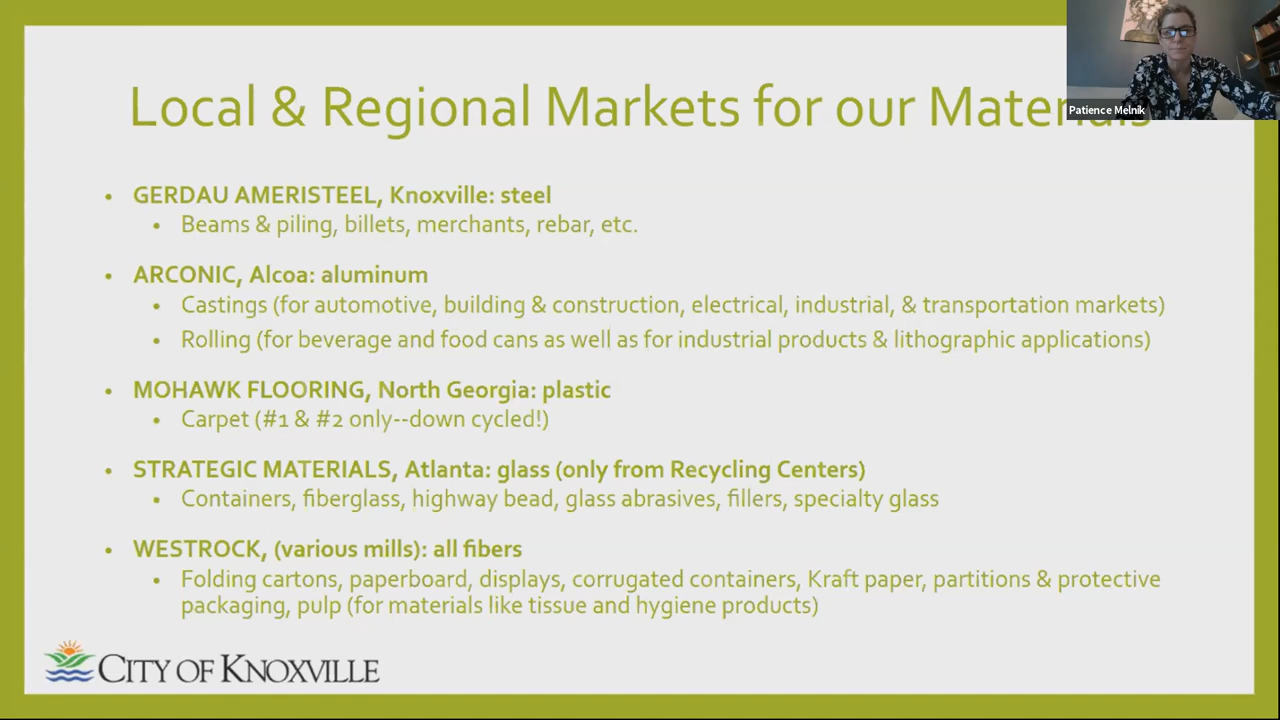 Local & Regional Markets for our Materials
Patience Melnik
• GERDAU AMERISTEEL, Knoxville: steel
• Beams & piling, billets, merchants, rebar, etc.
• ARCONIC, Alcoa: aluminum
• Castings (for automotive, building & construction, electrical, industrial, & transportation markets)
• Rolling (for beverage and food cans as well as for industrial products & lithographic applications)
• MOHAWK FLOORING, North Georgia: plastic
• Carpet (#1 & #2 only--down cycled!)
• STRATEGIC MATERIALS, Atlanta: glass (only from Recycling Centers)
• Containers, fiberglass, highway bead, glass abrasives, fillers, specialty glass
• WESTROCK, (various mills): all fibers
• Folding cartons, paperboard, displays, corrugated containers, Kraft paper, partitions & protective
packaging, pulp (for materials like tissue and hygiene products)
CITY OF KNOXVILLE